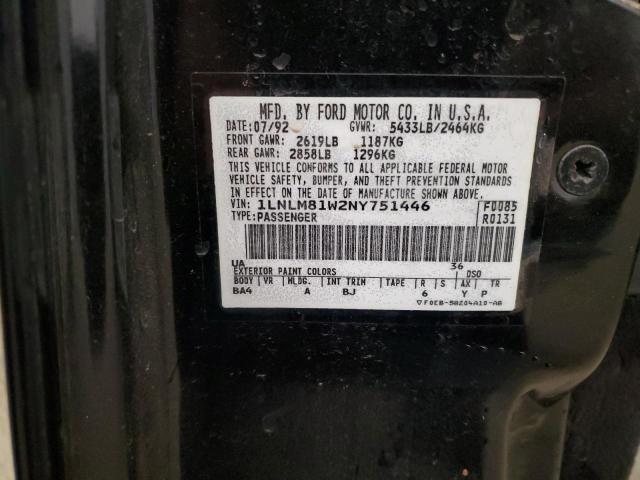 MFD. BY FORD MOTOR CO. IN U.S.A.
DATE: 07/92 GVWR: 5433LB/2464KG
FRONT GAWR: 2619LB 1187KG
REAR GAWR: 2858LB 1296KG
THIS VEHICLE CONFORMS TO ALL APPLICABLE FEDERAL MOTOR
VEHICLE SAFETY, BUMPER, AND THEFT PREVENTION STANDARDS
IN EFFECT ON THE DATE OF MANUFACTURE SHOWN ABOVE.
VIN: 1LNLM81W2NY751446 F0085
TYPE: PASSENGER R0131
UA 36
EXTERIOR PAINT COLORS DSO
BODY VR MLDG. INT TRIM TAPE R S AX TR
BA4 A BJ 6 Y P
▽F0EB-58204A10-AB